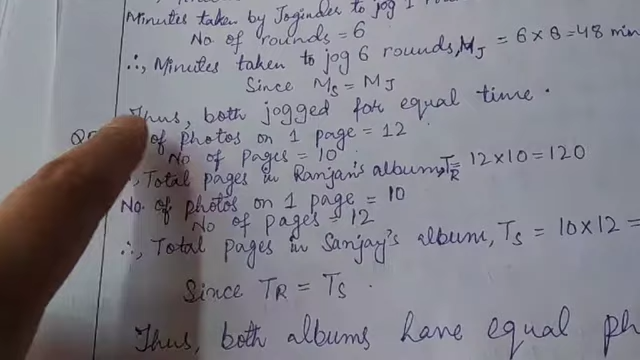 Minutes taken by Joginder to jog 1
No of rounds = 6
∴, Minutes taken to jog 6 rounds, MJ = 6 × 8 = 48 min
Since MS = MJ
Thus, both jogged for equal time.
of photos on 1 page = 12
No of pages = 10
Total pages in Ranjan's album, TR = 12×10 = 120
No. of photos on 1 page = 10
No of pages = 12
∴, Total pages in Sanjay's album, TS = 10×12 =
Since TR = TS.
Thus, both albums have equal ph